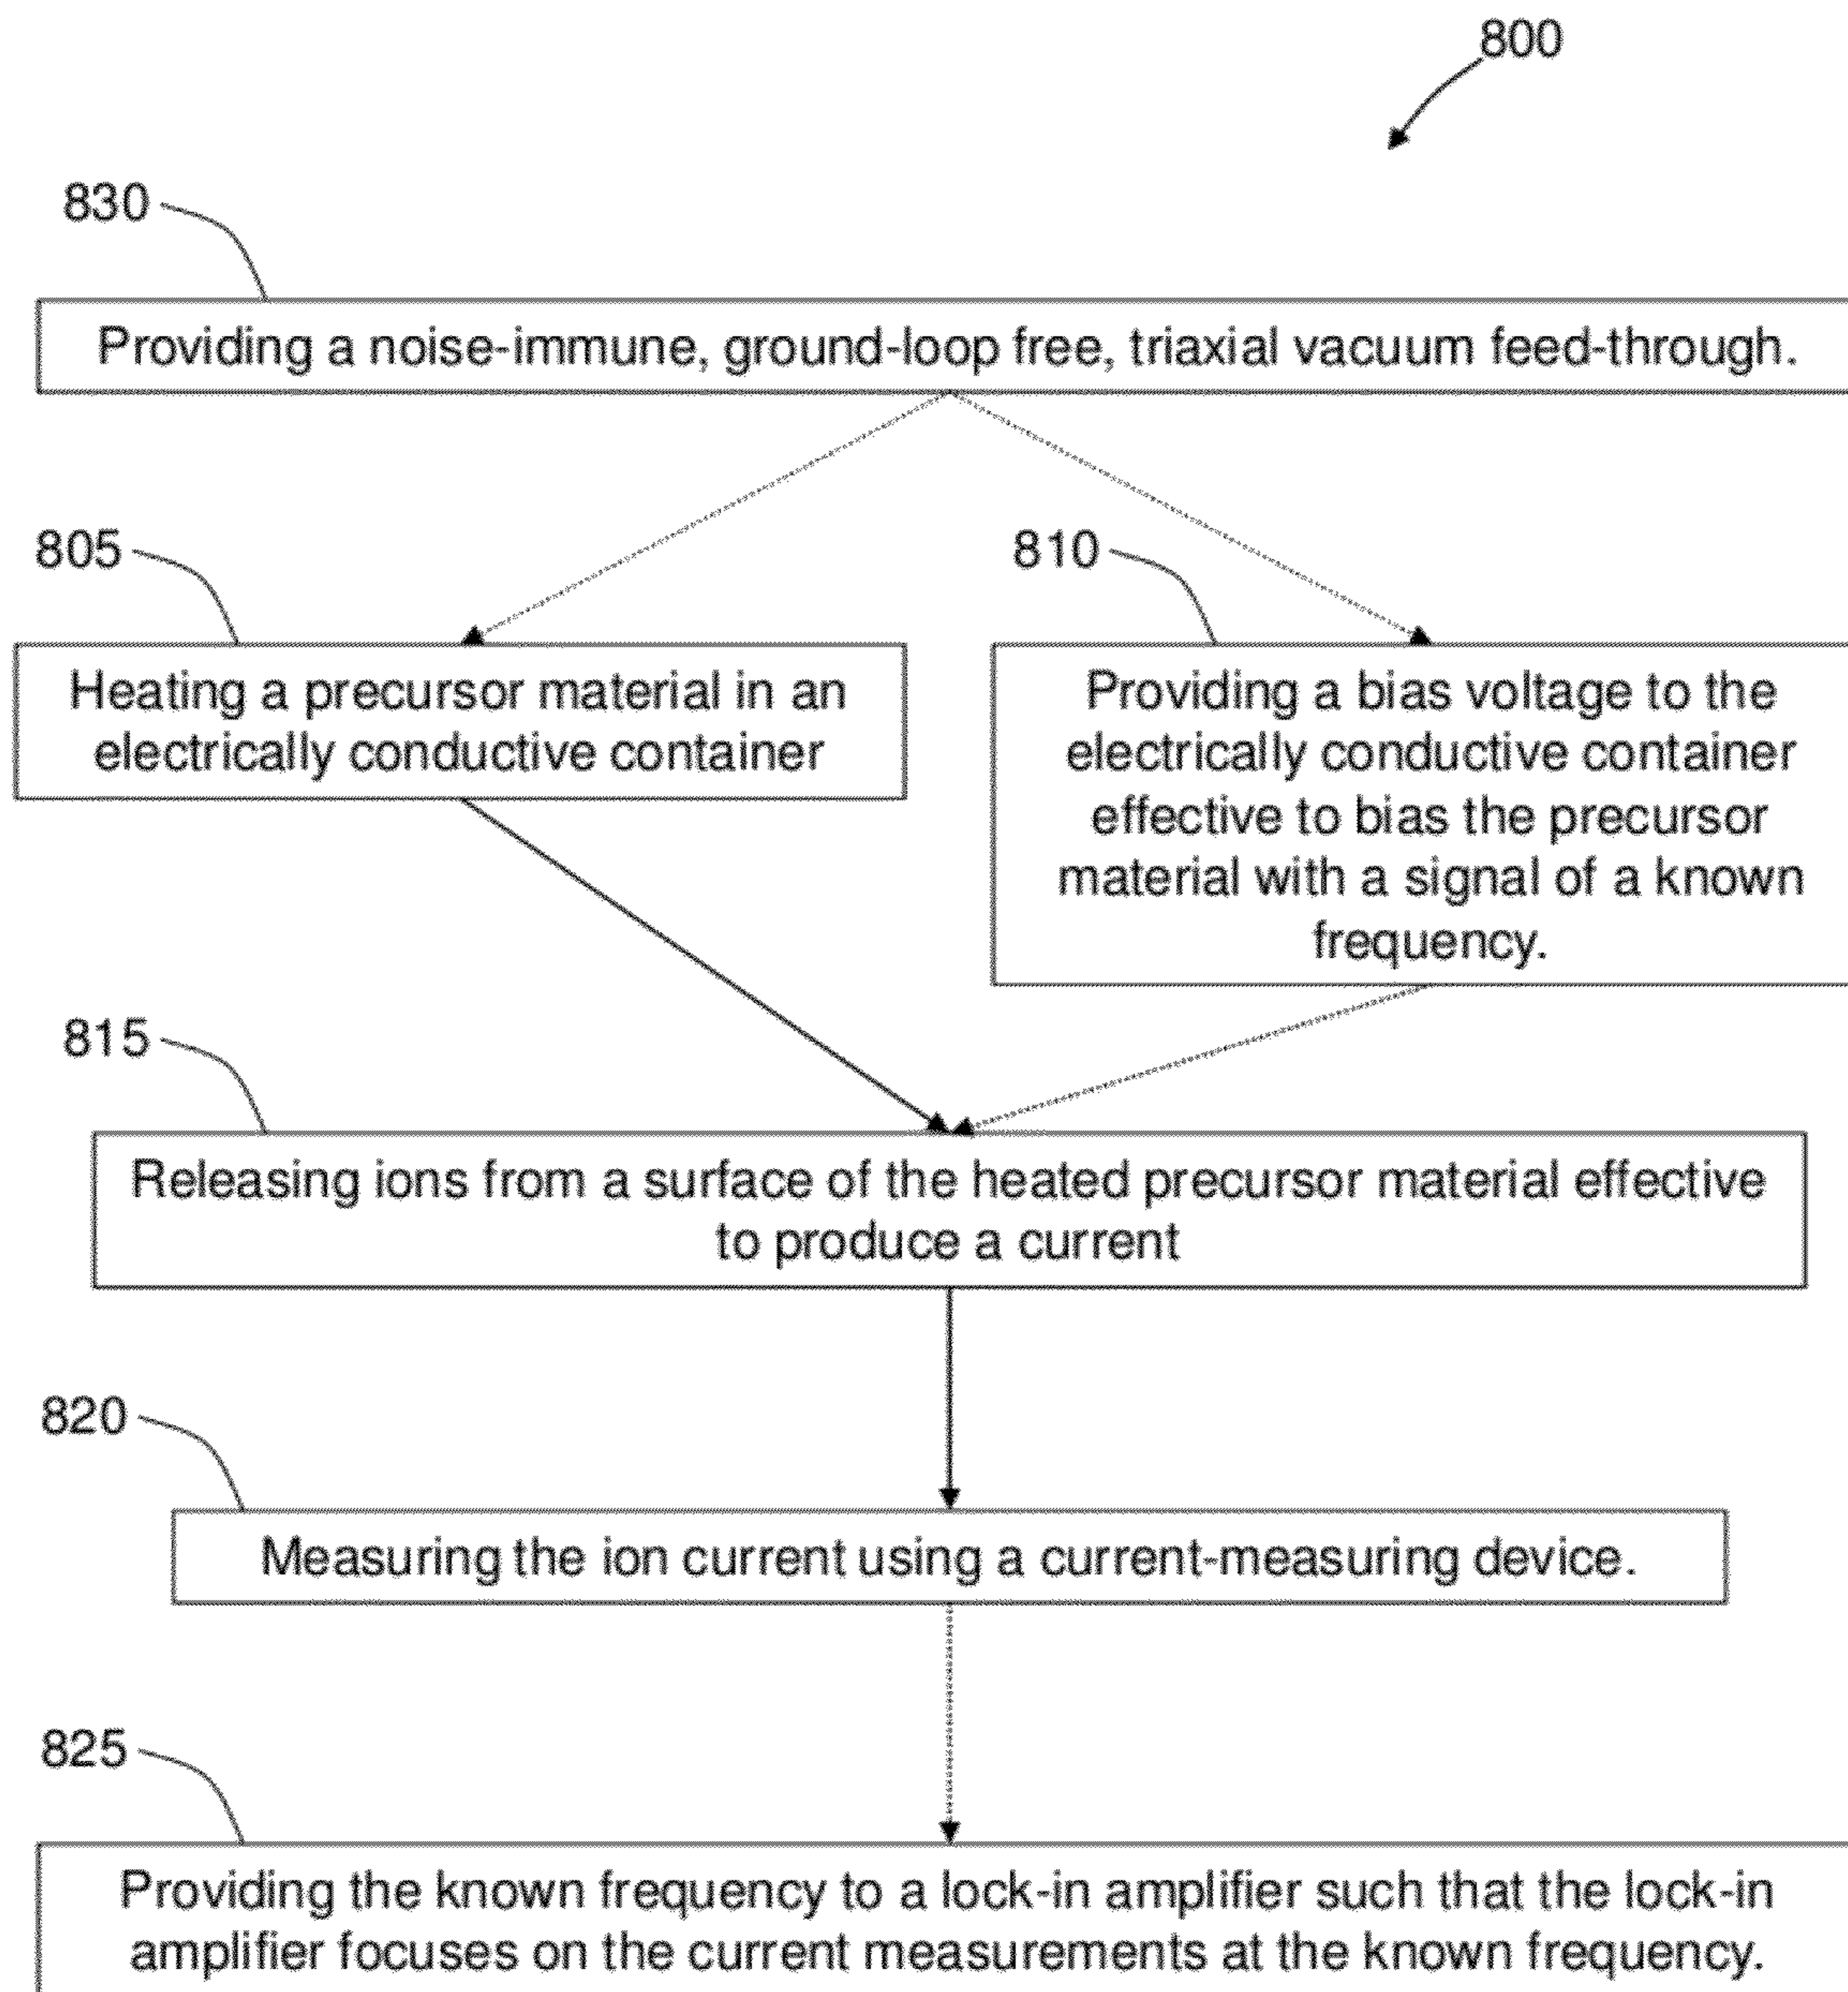 800
830
Providing a noise-immune, ground-loop free, triaxial vacuum feed-through.
805
Heating a precursor material in an
electrically conductive container
810
Providing a bias voltage to the
electrically conductive container
effective to bias the precursor
material with a signal of a known
frequency.
815
Releasing ions from a surface of the heated precursor material effective
to produce a current
820
Measuring the ion current using a current-measuring device.
825
Providing the known frequency to a lock-in amplifier such that the lock-in
amplifier focuses on the current measurements at the known frequency.